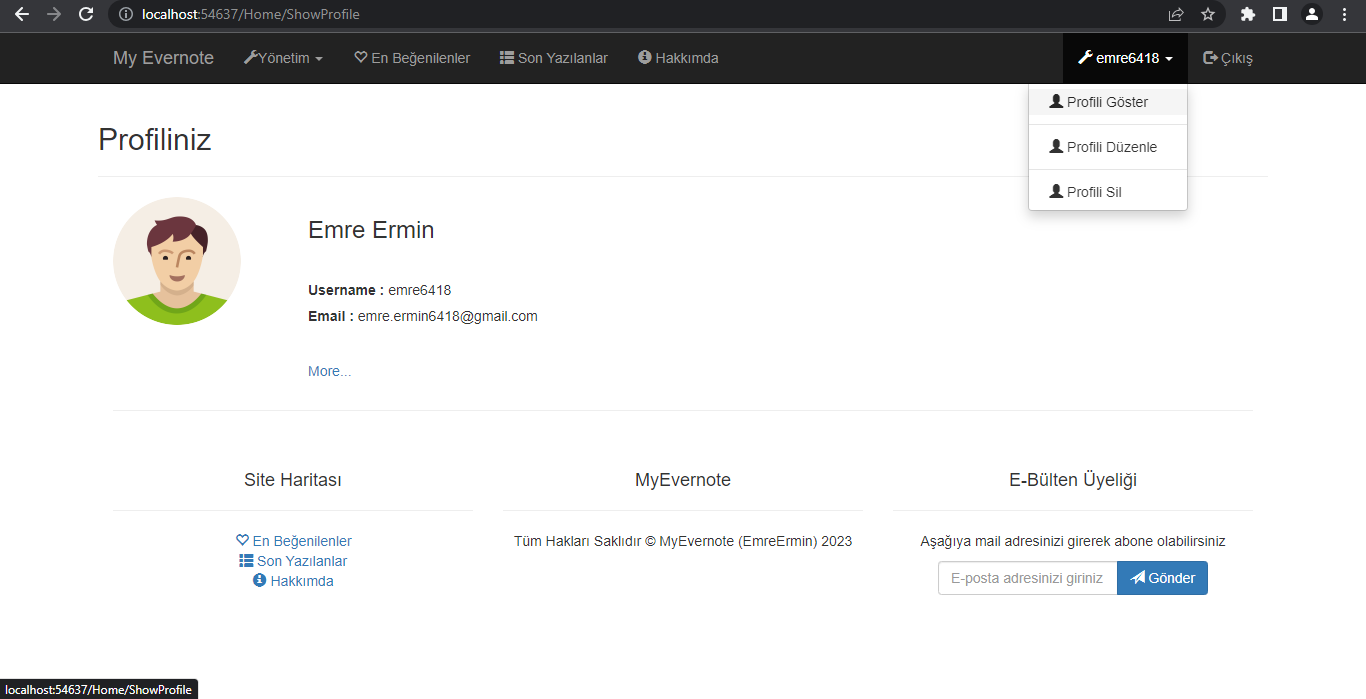 localhost:54637/Home/ShowProfile
My Evernote Yönetim En Beğenilenler Son Yazılanlar Hakkımda emre6418 Çıkış
Profili Göster
Profili Düzenle
Profili Sil
Profiliniz
Emre Ermin
Username : emre6418
Email : emre.ermin6418@gmail.com
More...
Site Haritası
En Beğenilenler
Son Yazılanlar
Hakkımda
MyEvernote
Tüm Hakları Saklıdır © MyEvernote (EmreErmin) 2023
E-Bülten Üyeliği
Aşağıya mail adresinizi girerek abone olabilirsiniz
E-posta adresinizi giriniz Gönder
localhost:54637/Home/ShowProfile